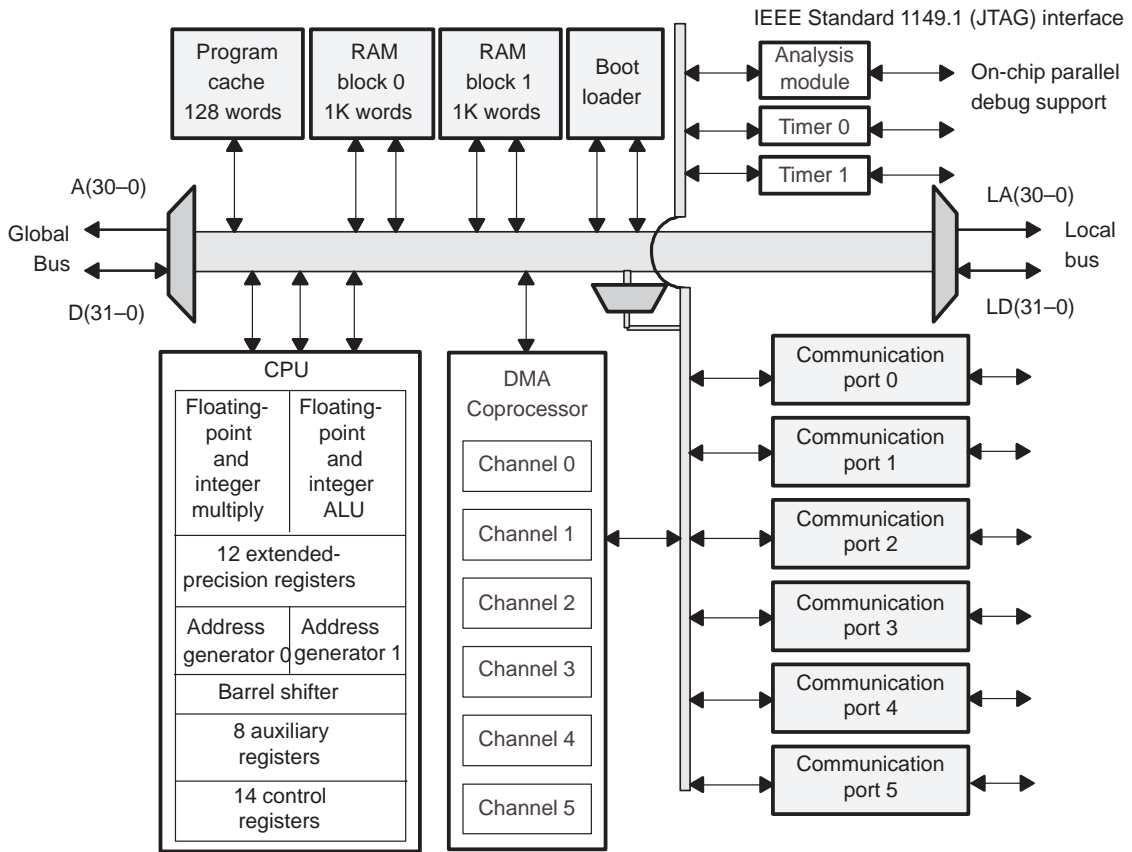 IEEE Standard 1149.1 (JTAG) interface
Program
cache
128 words
RAM
block 0
1K words
RAM
block 1
1K words
Boot
loader
Analysis
module
On-chip parallel
debug support
Timer 0
Timer 1
A(30–0)
Global
Bus
D(31–0)
LA(30–0)
Local
bus
LD(31–0)
CPU
Floating-
point
and
integer
multiply
Floating-
point
and
integer
ALU
12 extended-
precision registers
Address
generator 0
Address
generator 1
Barrel shifter
8 auxiliary
registers
14 control
registers
DMA
Coprocessor
Channel 0
Channel 1
Channel 2
Channel 3
Channel 4
Channel 5
Communication
port 0
Communication
port 1
Communication
port 2
Communication
port 3
Communication
port 4
Communication
port 5